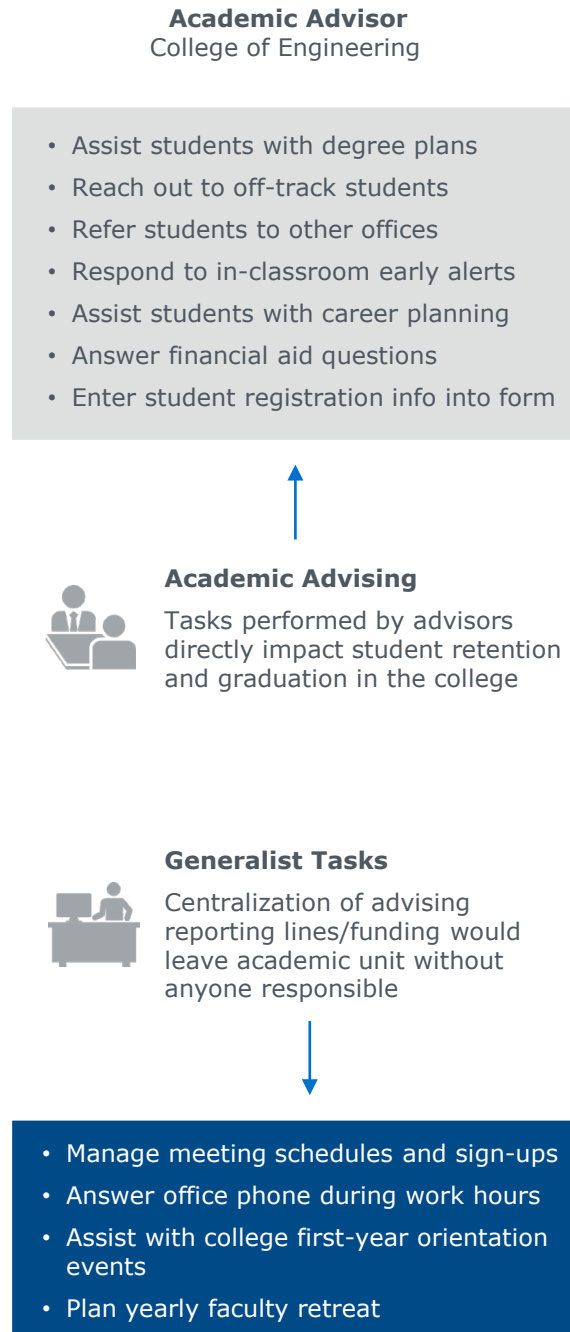 Academic Advisor
College of Engineering
• Assist students with degree plans
• Reach out to off-track students
• Refer students to other offices
• Respond to in-classroom early alerts
• Assist students with career planning
• Answer financial aid questions
• Enter student registration info into form
Academic Advising
Tasks performed by advisors
directly impact student retention
and graduation in the college
Generalist Tasks
Centralization of advising
reporting lines/funding would
leave academic unit without
anyone responsible
• Manage meeting schedules and sign-ups
• Answer office phone during work hours
• Assist with college first-year orientation
events
• Plan yearly faculty retreat